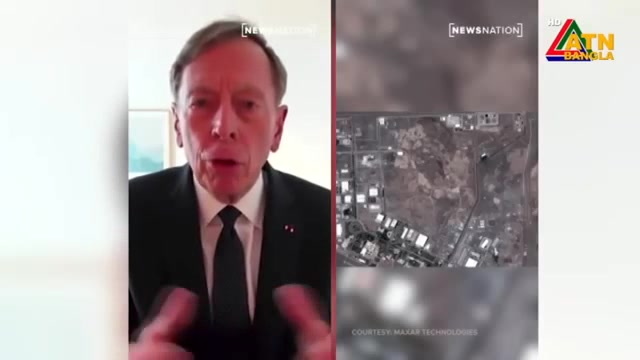 NEWSNATION
NEWSNATION
HD
ATN
BANGLA
COURTESY: MAXAR TECHNOLOGIES